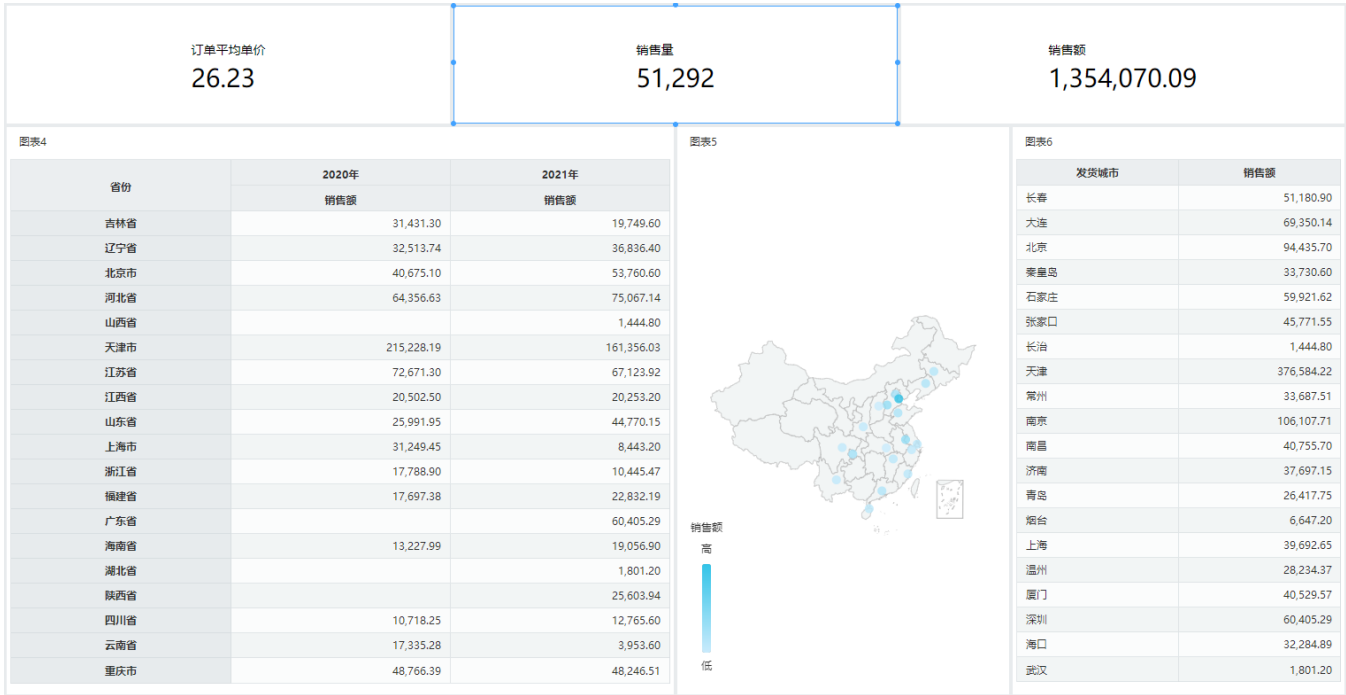 订单平均单价
26.23
销售量
51,292
销售额
1,354,070.09
图表4
省份 2020年 2021年
销售额 销售额
吉林省 31,431.30 19,749.60
辽宁省 32,513.74 36,836.40
北京市 40,675.10 53,760.60
河北省 64,356.63 75,067.14
山西省 1,444.80
天津市 215,228.19 161,356.03
江苏省 72,671.30 67,123.92
江西省 20,502.50 20,253.20
山东省 25,991.95 44,770.15
上海市 31,249.45 8,443.20
浙江省 17,788.90 10,445.47
福建省 17,697.38 22,832.19
广东省 60,405.29
海南省 13,227.99 19,056.90
湖北省 1,801.20
陕西省 25,603.94
四川省 10,718.25 12,765.60
云南省 17,335.28 3,953.60
重庆市 48,766.39 48,246.51
图表5
销售额
高
低
图表6
发货城市 销售额
长春 51,180.90
大连 69,350.14
北京 94,435.70
秦皇岛 33,730.60
石家庄 59,921.62
张家口 45,771.55
长治 1,444.80
天津 376,584.22
常州 33,687.51
南京 106,107.71
南昌 40,755.70
济南 37,697.15
青岛 26,417.75
烟台 6,647.20
上海 39,692.65
温州 28,234.37
厦门 40,529.57
深圳 60,405.29
海口 32,284.89
武汉 1,801.20